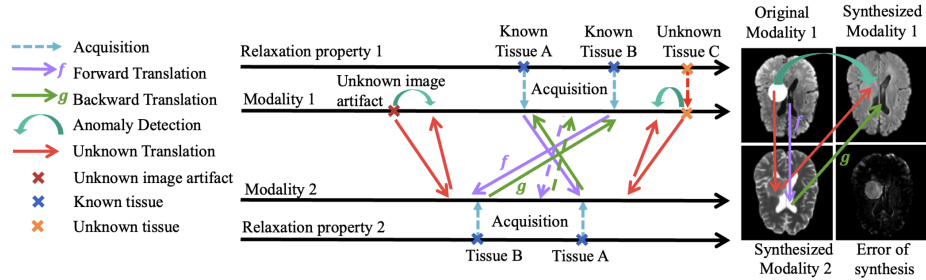 Acquisition
f Forward Translation
g Backward Translation
Anomaly Detection
Unknown Translation
Unknown image artifact
Known tissue
Unknown tissue
Known
Tissue A
Known
Tissue B
Unknown
Tissue C
Relaxation property 1
Unknown image
artifact
Acquisition
Modality 1
f
g
Modality 2
Acquisition
Relaxation property 2
Tissue B
Tissue A
Original
Modality 1
Synthesized
Modality 1
f
g
Synthesized
Modality 2
Error of
synthesis